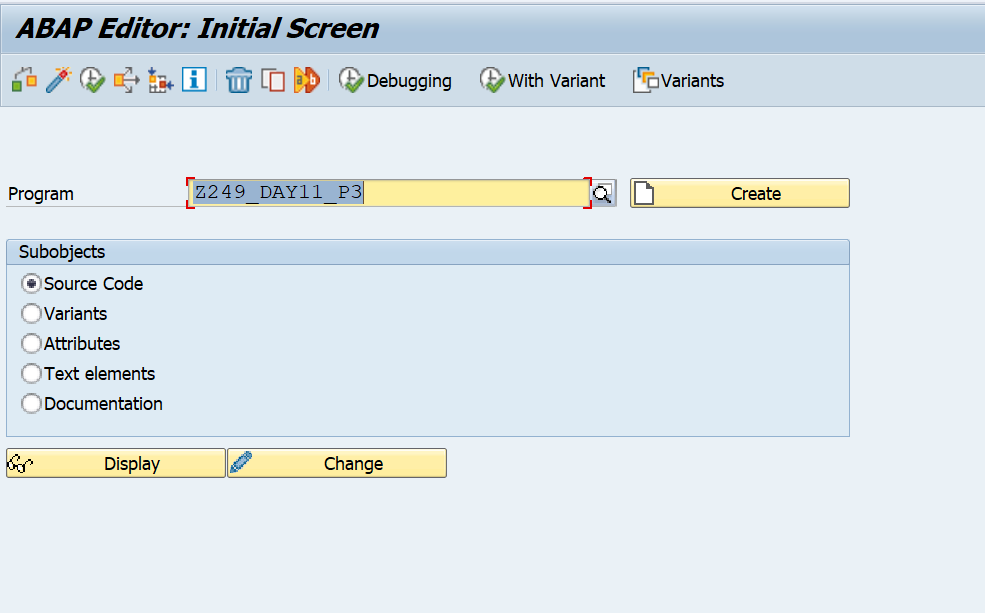 ABAP Editor: Initial Screen
Debugging With Variant Variants
Program Z249_DAY11_P3 Create
Subobjects
Source Code
Variants
Attributes
Text elements
Documentation
Display Change